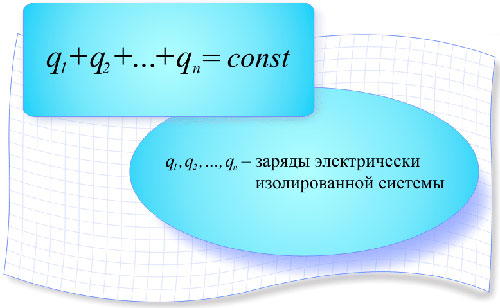 q₁+q₂+...+qₙ= const
q₁,q₂,...,qₙ – заряды электрически
изолированной системы